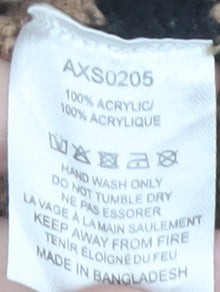 AXS0205
100% ACRYLIC/
100% ACRYLIQUE
HAND WASH ONLY
DO NOT TUMBLE DRY
NE PAS ESSORER
LAVAGE À LA MAIN SAULEMENT
KEEP AWAY FROM FIRE
TENIR ÉLOIGNÉ DU FEU
MADE IN BANGLADESH